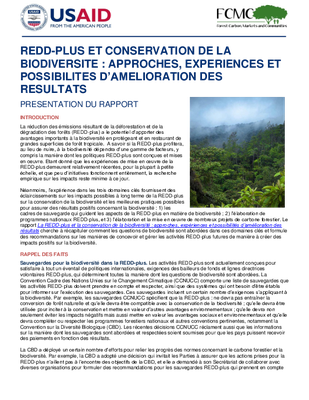 USAID
FROM THE AMERICAN PEOPLE
FCMC
Forest Carbon, Markets and Communities
REDD-PLUS ET CONSERVATION DE LA
BIODIVERSITE : APPROCHES, EXPERIENCES ET
POSSIBILITES D'AMELIORATION DES
RESULTATS
PRESENTATION DU RAPPORT
INTRODUCTION
La réduction des émissions résultant de la déforestation et de la
dégradation des forêts (REDD-plus) a le potentiel d'apporter des
avantages importants à la biodiversité en protégeant et en restaurant de
grandes superficies de forêt tropicale. A savoir si la REDD-plus profitera,
au lieu de nuire, à la biodiversité dépendra d'une gamme de facteurs, y
compris la manière dont les politiques REDD-plus sont conçues et mises
en œuvre. Etant donné que les expériences de mise en œuvre de la
REDD-plus demeurent relativement récentes, pour la plupart à petite
échelle, et que peu d'initiatives fonctionnent entièrement, la recherche
empirique sur les impacts reste minime à ce jour.
Néanmoins, l'expérience dans les trois domaines clés fournissent des
éclaircissements sur les impacts possibles à long terme de la REDD-plus
sur la conservation de la biodiversité et les meilleures pratiques possibles
pour assurer des résultats positifs concernant la biodiversité : 1) les
cadres de sauvegarde qui guident les aspects de la REDD-plus en matière de biodiversité ; 2) l'élaboration de
programmes nationaux REDD-plus, et 3) l'élaboration et la mise en œuvre de nombreux projets de carbone forestier. Le
rapport La REDD-plus et la conservation de la biodiversité : approches, expériences et possibilités d'amélioration des
résultats cherche à récapituler comment les questions de biodiversité sont abordées dans ces domaines clés et formule
des recommandations sur les manières de concevoir et gérer les activités REDD-plus futures de manière à créer des
impacts positifs sur la biodiversité.
RAPPEL DES FAITS
Sauvegardes pour la biodiversité dans la REDD-plus. Les activités REDD-plus sont actuellement conçues pour
satisfaire à tout un éventail de politiques internationales, exigences des bailleurs de fonds et lignes directrices
volontaires REDD-plus, qui déterminent toutes la manière dont les questions de biodiversité sont abordées. La
Convention Cadre des Nations Unies sur le Changement Climatique (CCNUCC) comporte une liste de sauvegardes que
les activités REDD-plus doivent prendre en compte et respecter, ainsi que des systèmes qui ont besoin d'être établis
pour informer sur l'exécution des sauvegardes. Ces sauvegardes incluent un certain nombre d'exigences s'appliquant à
la biodiversité. Par exemple, les sauvegardes CCNUCC spécifient que la REDD-plus : ne devra pas entraîner la
conversion de forêt naturelle et qu'elle devra être compatible avec la conservation de la biodiversité ; qu'elle devra être
utilisée pour inciter à la conservation et mettre en valeur d'autres avantages environnementaux ; qu'elle devra non
seulement éviter les impacts négatifs mais aussi mettre en valeur les avantages sociaux et environnementaux et qu'elle
devra compléter ou respecter les programmes forestiers nationaux et autres conventions pertinentes, notamment la
Convention sur la Diversité Biologique (CBD). Les récentes décisions CCNUCC réclament aussi que les informations
sur la manière dont les sauvegardes sont abordées et respectées soient soumises pour que les pays puissent recevoir
des paiements en fonction des résultats.
La CBD a déployé un certain nombre d'efforts pour relier les progrès des normes concernant le carbone forestier et la
biodiversité. Par exemple, la CBD a adopté une décision qui invitait les Parties à assurer que les actions prises pour la
REDD-plus n'aillent pas à l'encontre des objectifs de la CBD, et elle a demandé à son Secrétariat de collaborer avec
diverses organisations pour formuler des recommandations pour les sauvegardes REDD-plus qui prennent en compte